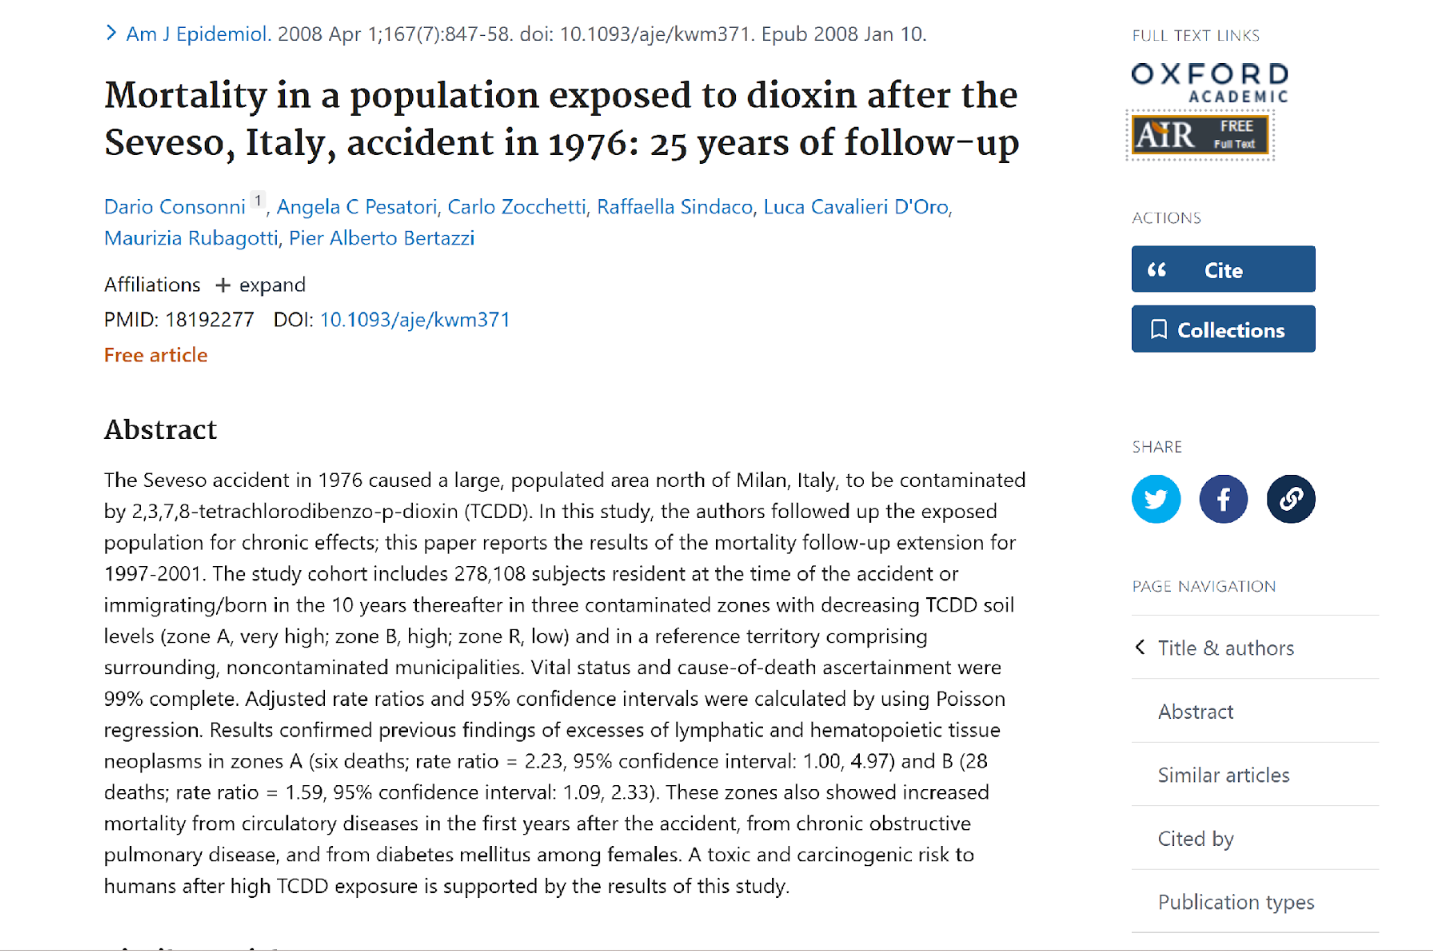 Am J Epidemiol. 2008 Apr 1;167(7):847-58. doi: 10.1093/aje/kwm371. Epub 2008 Jan 10.
Mortality in a population exposed to dioxin after the
Seveso, Italy, accident in 1976: 25 years of follow-up
Dario Consonni 1, Angela C Pesatori, Carlo Zocchetti, Raffaella Sindaco, Luca Cavalieri D'Oro,
Maurizia Rubagotti, Pier Alberto Bertazzi
Affiliations + expand
PMID: 18192277 DOI: 10.1093/aje/kwm371
Free article
Abstract
The Seveso accident in 1976 caused a large, populated area north of Milan, Italy, to be contaminated
by 2,3,7,8-tetrachlorodibenzo-p-dioxin (TCDD). In this study, the authors followed up the exposed
population for chronic effects; this paper reports the results of the mortality follow-up extension for
1997-2001. The study cohort includes 278,108 subjects resident at the time of the accident or
immigrating/born in the 10 years thereafter in three contaminated zones with decreasing TCDD soil
levels (zone A, very high; zone B, high; zone R, low) and in a reference territory comprising
surrounding, noncontaminated municipalities. Vital status and cause-of-death ascertainment were
99% complete. Adjusted rate ratios and 95% confidence intervals were calculated by using Poisson
regression. Results confirmed previous findings of excesses of lymphatic and hematopoietic tissue
neoplasms in zones A (six deaths; rate ratio = 2.23, 95% confidence interval: 1.00, 4.97) and B (28
deaths; rate ratio = 1.59, 95% confidence interval: 1.09, 2.33). These zones also showed increased
mortality from circulatory diseases in the first years after the accident, from chronic obstructive
pulmonary disease, and from diabetes mellitus among females. A toxic and carcinogenic risk to
humans after high TCDD exposure is supported by the results of this study.
FULL TEXT LINKS
OXFORD
ACADEMIC
AIR FREE
Full Text
ACTIONS
Cite
Collections
SHARE
PAGE NAVIGATION
Title & authors
Abstract
Similar articles
Cited by
Publication types